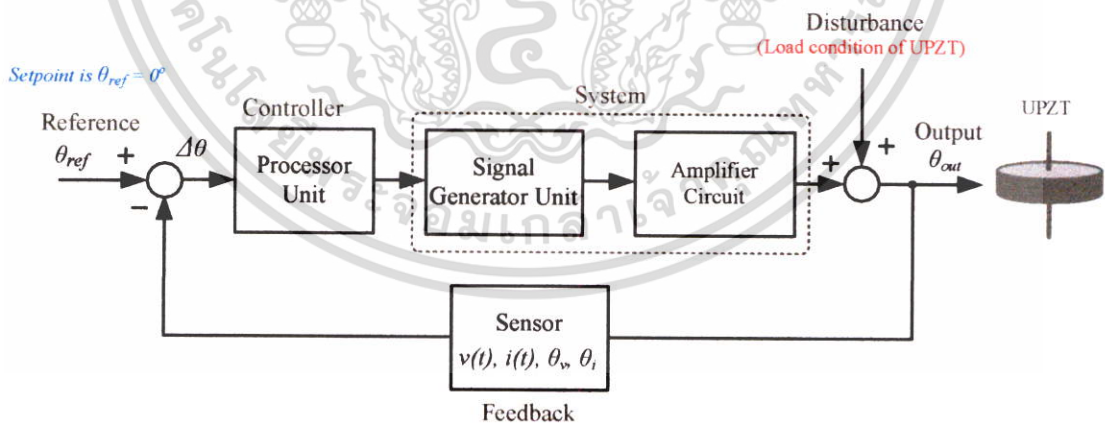 Disturbance
(Load condition of UPZT)
Setpoint is θref = 0°
System
Controller
Reference
θref
+
−
Δθ
Processor
Unit
Signal
Generator Unit
Amplifier
Circuit
+
+
Output
θout
UPZT
Sensor
v(t), i(t), θv, θi
Feedback